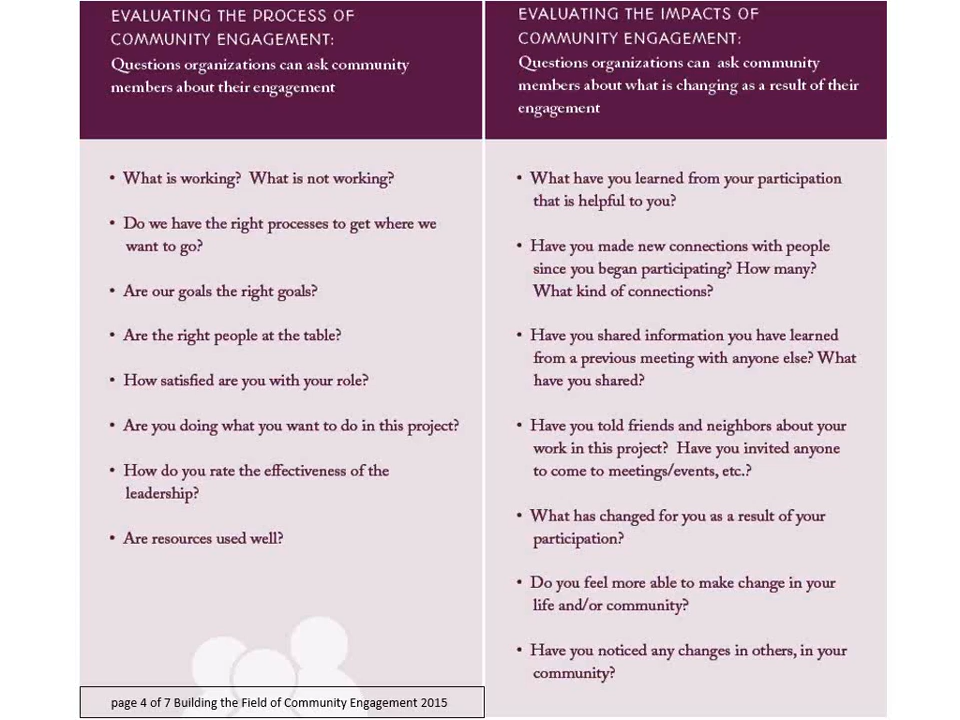 EVALUATING THE PROCESS OF
COMMUNITY ENGAGEMENT:
Questions organizations can ask community
members about their engagement
• What is working?  What is not working?
• Do we have the right processes to get where we
want to go?
• Are our goals the right goals?
• Are the right people at the table?
• How satisfied are you with your role?
• Are you doing what you want to do in this project?
• How do you rate the effectiveness of the
leadership?
• Are resources used well?
page 4 of 7 Building the Field of Community Engagement 2015
EVALUATING THE IMPACTS OF
COMMUNITY ENGAGEMENT:
Questions organizations can  ask community
members about what is changing as a result of their
engagement
• What have you learned from your participation
that is helpful to you?
• Have you made new connections with people
since you began participating? How many?
What kind of connections?
• Have you shared information you have learned
from a previous meeting with anyone else? What
have you shared?
• Have you told friends and neighbors about your
work in this project?  Have you invited anyone
to come to meetings/events, etc.?
• What has changed for you as a result of your
participation?
• Do you feel more able to make change in your
life and/or community?
• Have you noticed any changes in others, in your
community?